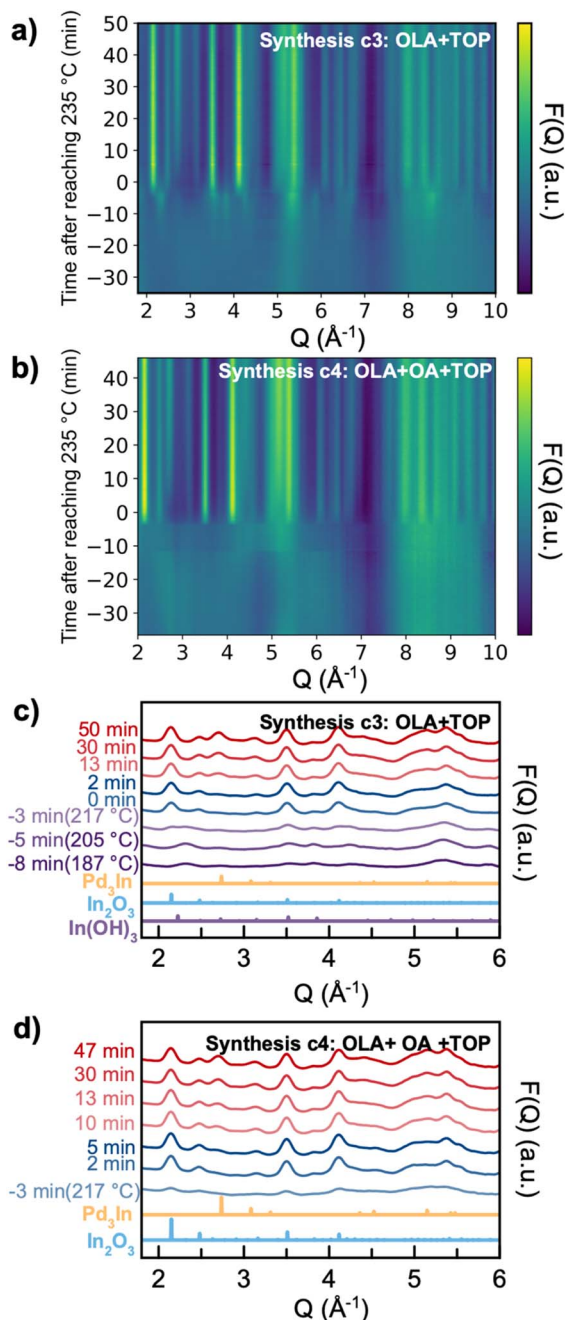 a)
Synthesis c3: OLA+TOP
Time after reaching 235 °C (min)
50
40
30
20
10
0
−10
−20
−30
2 3 4 5 6 7 8 9 10
Q (Å⁻¹)
F(Q) (a.u.)
b)
Synthesis c4: OLA+OA+TOP
Time after reaching 235 °C (min)
40
30
20
10
0
−10
−20
−30
2 3 4 5 6 7 8 9 10
Q (Å⁻¹)
F(Q) (a.u.)
c)
Synthesis c3: OLA+TOP
50 min
30 min
13 min
2 min
0 min
-3 min(217 °C)
-5 min(205 °C)
-8 min(187 °C)
Pd₃In
In₂O₃
In(OH)₃
2 3 4 5 6
Q (Å⁻¹)
F(Q) (a.u.)
d)
Synthesis c4: OLA+ OA +TOP
47 min
30 min
13 min
10 min
5 min
2 min
-3 min(217 °C)
Pd₃In
In₂O₃
2 3 4 5 6
Q (Å⁻¹)
F(Q) (a.u.)